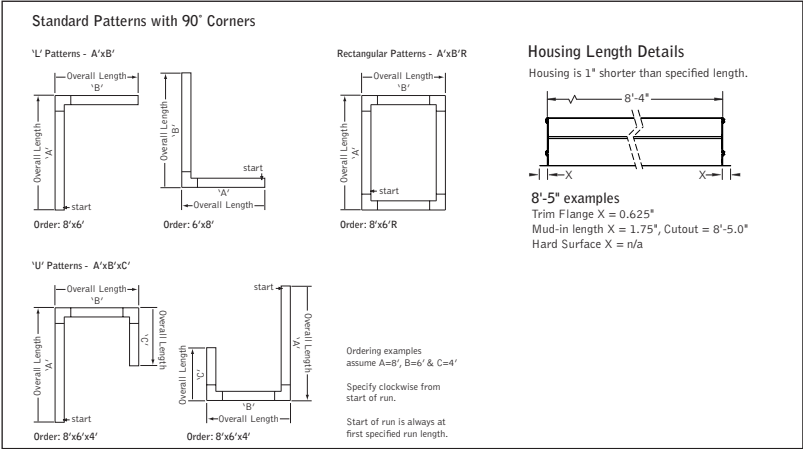 Standard Patterns with 90˚ Corners
‘L’ Patterns - A’xB’
Overall Length
‘B’
Overall Length
‘A’
start
Order: 8’x6’
Overall Length
‘B’
start
‘A’
Overall Length
Order: 6’x8’
Rectangular Patterns - A’xB’R
Overall Length
‘B’
Overall Length
‘A’
start
Order: 8’x6’R
Housing Length Details
Housing is 1" shorter than specified length.
8'-4"
X
X
8'-5" examples
Trim Flange X = 0.625"
Mud-in length X = 1.75", Cutout = 8'-5.0"
Hard Surface X = n/a
‘U’ Patterns - A’xB’xC’
Overall Length
‘B’
Overall Length
‘A’
‘C’
Overall Length
start
Order: 8’x6’x4’
start
Overall Length
‘C’
‘A’
Overall Length
‘B’
Overall Length
Order: 8’x6’x4’
Ordering examples
assume A=8’, B=6’ & C=4’
Specify clockwise from
start of run.
Start of run is always at
first specified run length.